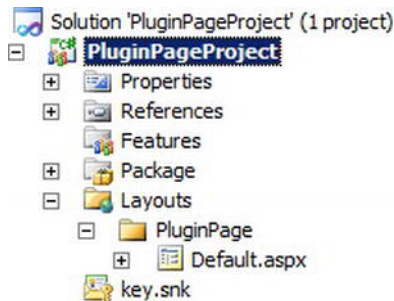 Solution 'PluginPageProject' (1 project)
PluginPageProject
Properties
References
Features
Package
Layouts
PluginPage
Default.aspx
key.snk